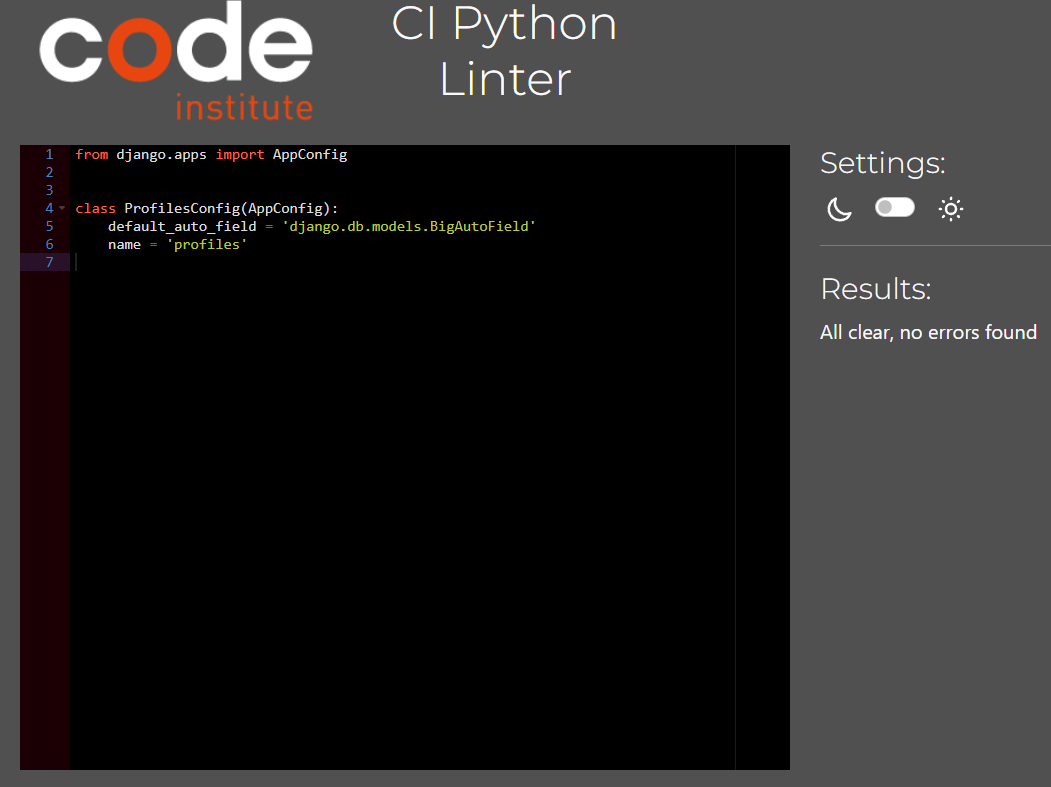 code
institute
CI Python
Linter
1 from django.apps import AppConfig
2
3
4 class ProfilesConfig(AppConfig):
5     default_auto_field = 'django.db.models.BigAutoField'
6     name = 'profiles'
7
Settings:
Results:
All clear, no errors found